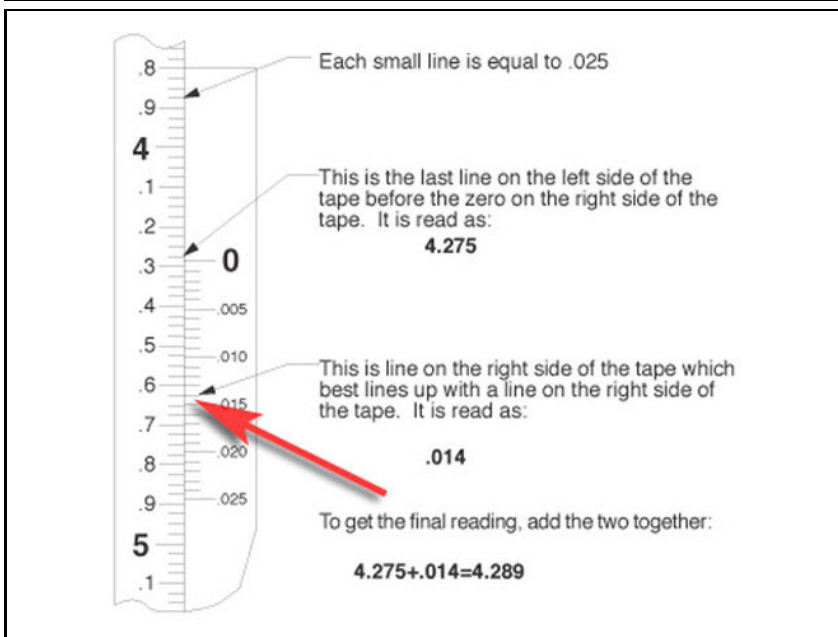 .8
Each small line is equal to .025
.9
4
.1
This is the last line on the left side of the
tape before the zero on the right side of the
tape. It is read as:
4.275
.2
.3
0
.4
.005
.5
.010
.6
This is line on the right side of the tape which
best lines up with a line on the right side of
the tape. It is read as:
.015
.7
.014
.8
.020
.9
.025
To get the final reading, add the two together:
5
4.275+.014=4.289
.1